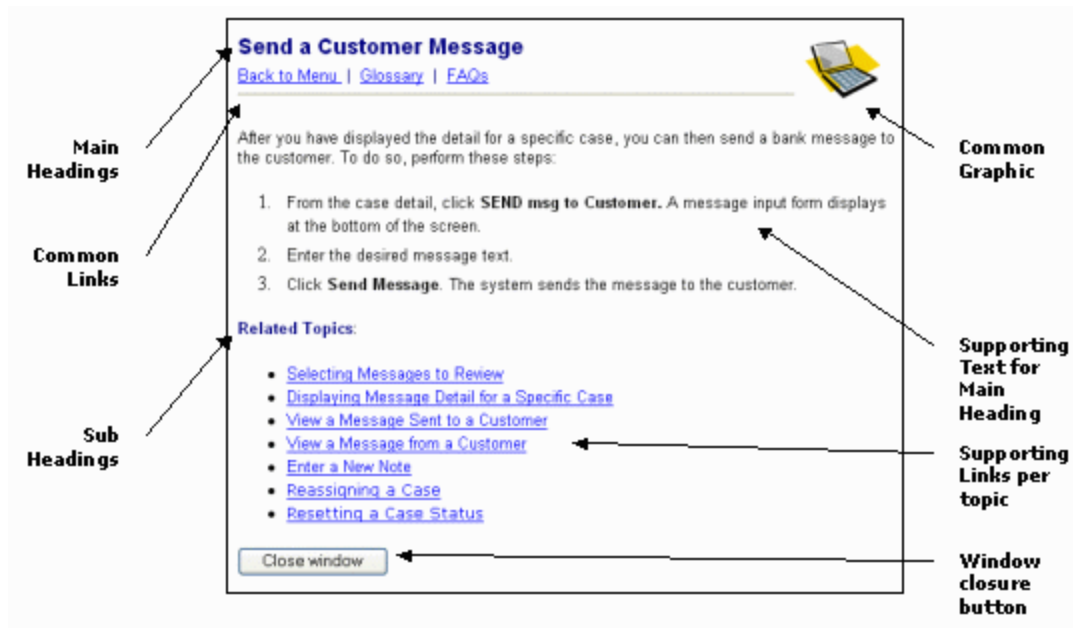 Send a Customer Message
Back to Menu | Glossary | FAQs
After you have displayed the detail for a specific case, you can then send a bank message to
the customer. To do so, perform these steps:
1. From the case detail, click SEND msg to Customer. A message input form displays
at the bottom of the screen.
2. Enter the desired message text.
3. Click Send Message. The system sends the message to the customer.
Related Topics:
• Selecting Messages to Review
• Displaying Message Detail for a Specific Case
• View a Message Sent to a Customer
• View a Message from a Customer
• Enter a New Note
• Reassigning a Case
• Resetting a Case Status
Close window
Main
Headings
Common
Links
Sub
Headings
Common
Graphic
Supporting
Text for
Main
Heading
Supporting
Links per
topic
Window
closure
button